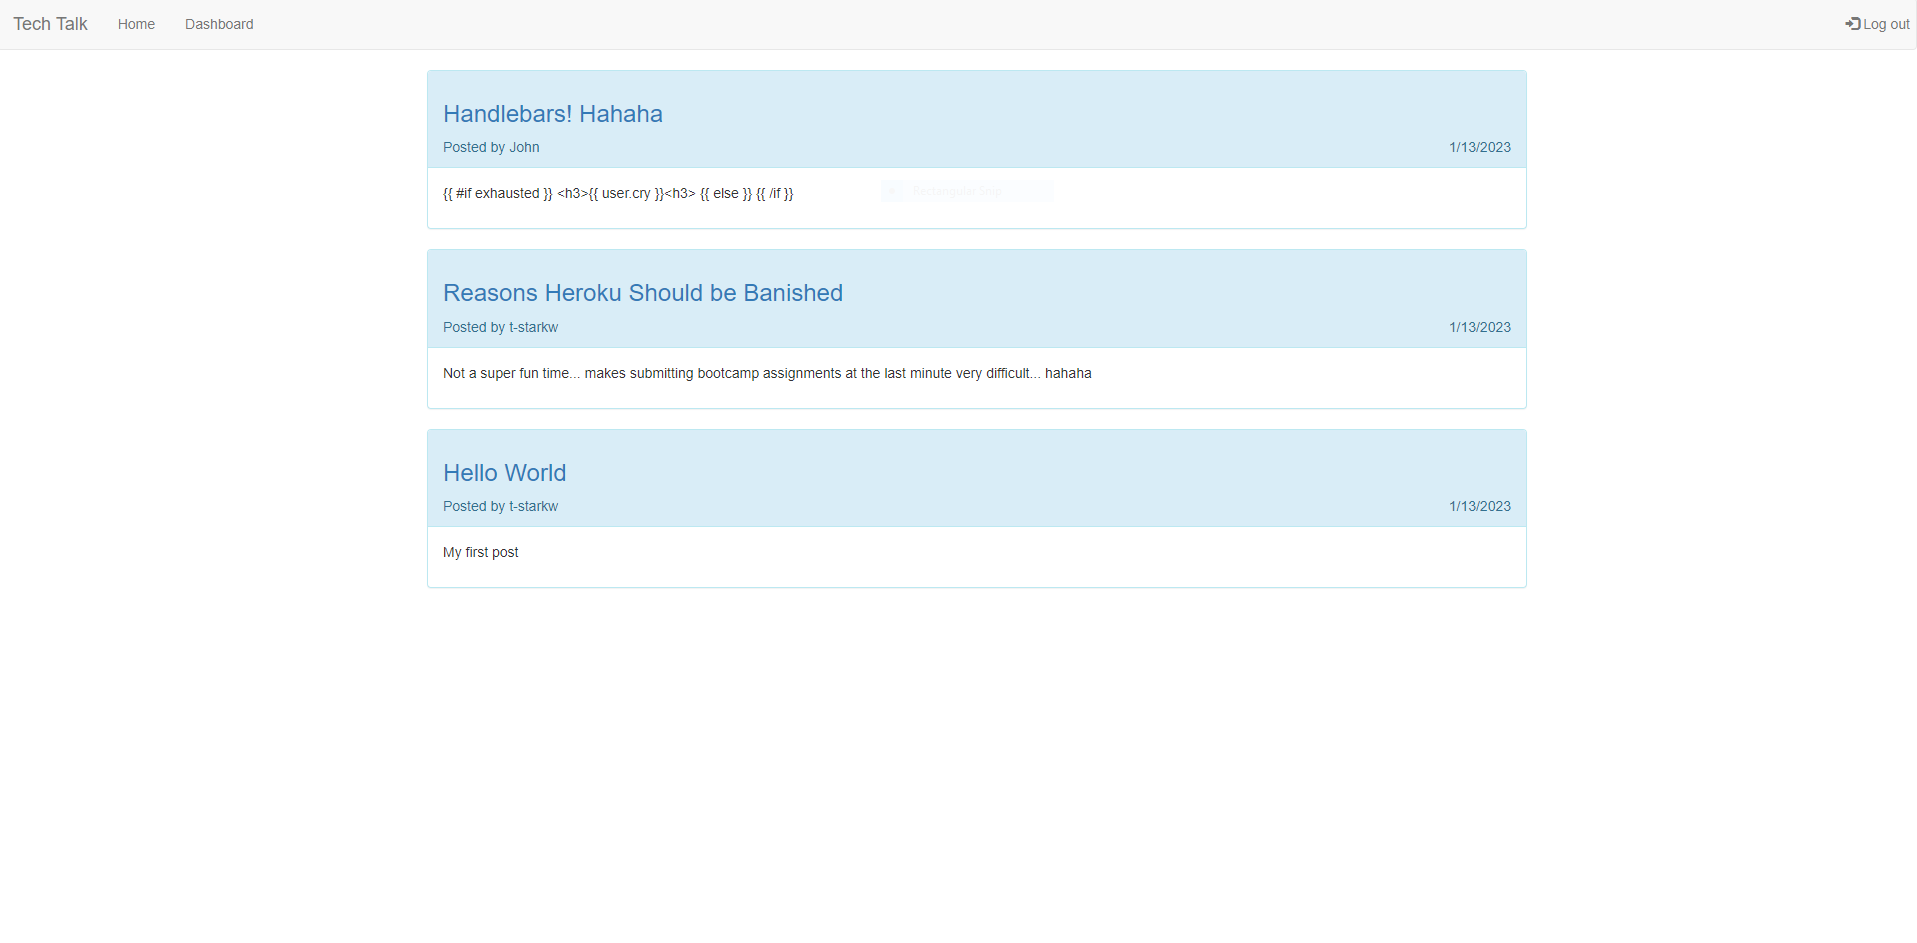 Tech Talk Home Dashboard Log out
Handlebars! Hahaha
Posted by John 1/13/2023
{{ #if exhausted }} <h3>{{ user.cry }}<h3> {{ else }} {{ /if }}
Reasons Heroku Should be Banished
Posted by t-starkw 1/13/2023
Not a super fun time... makes submitting bootcamp assignments at the last minute very difficult... hahaha
Hello World
Posted by t-starkw 1/13/2023
My first post